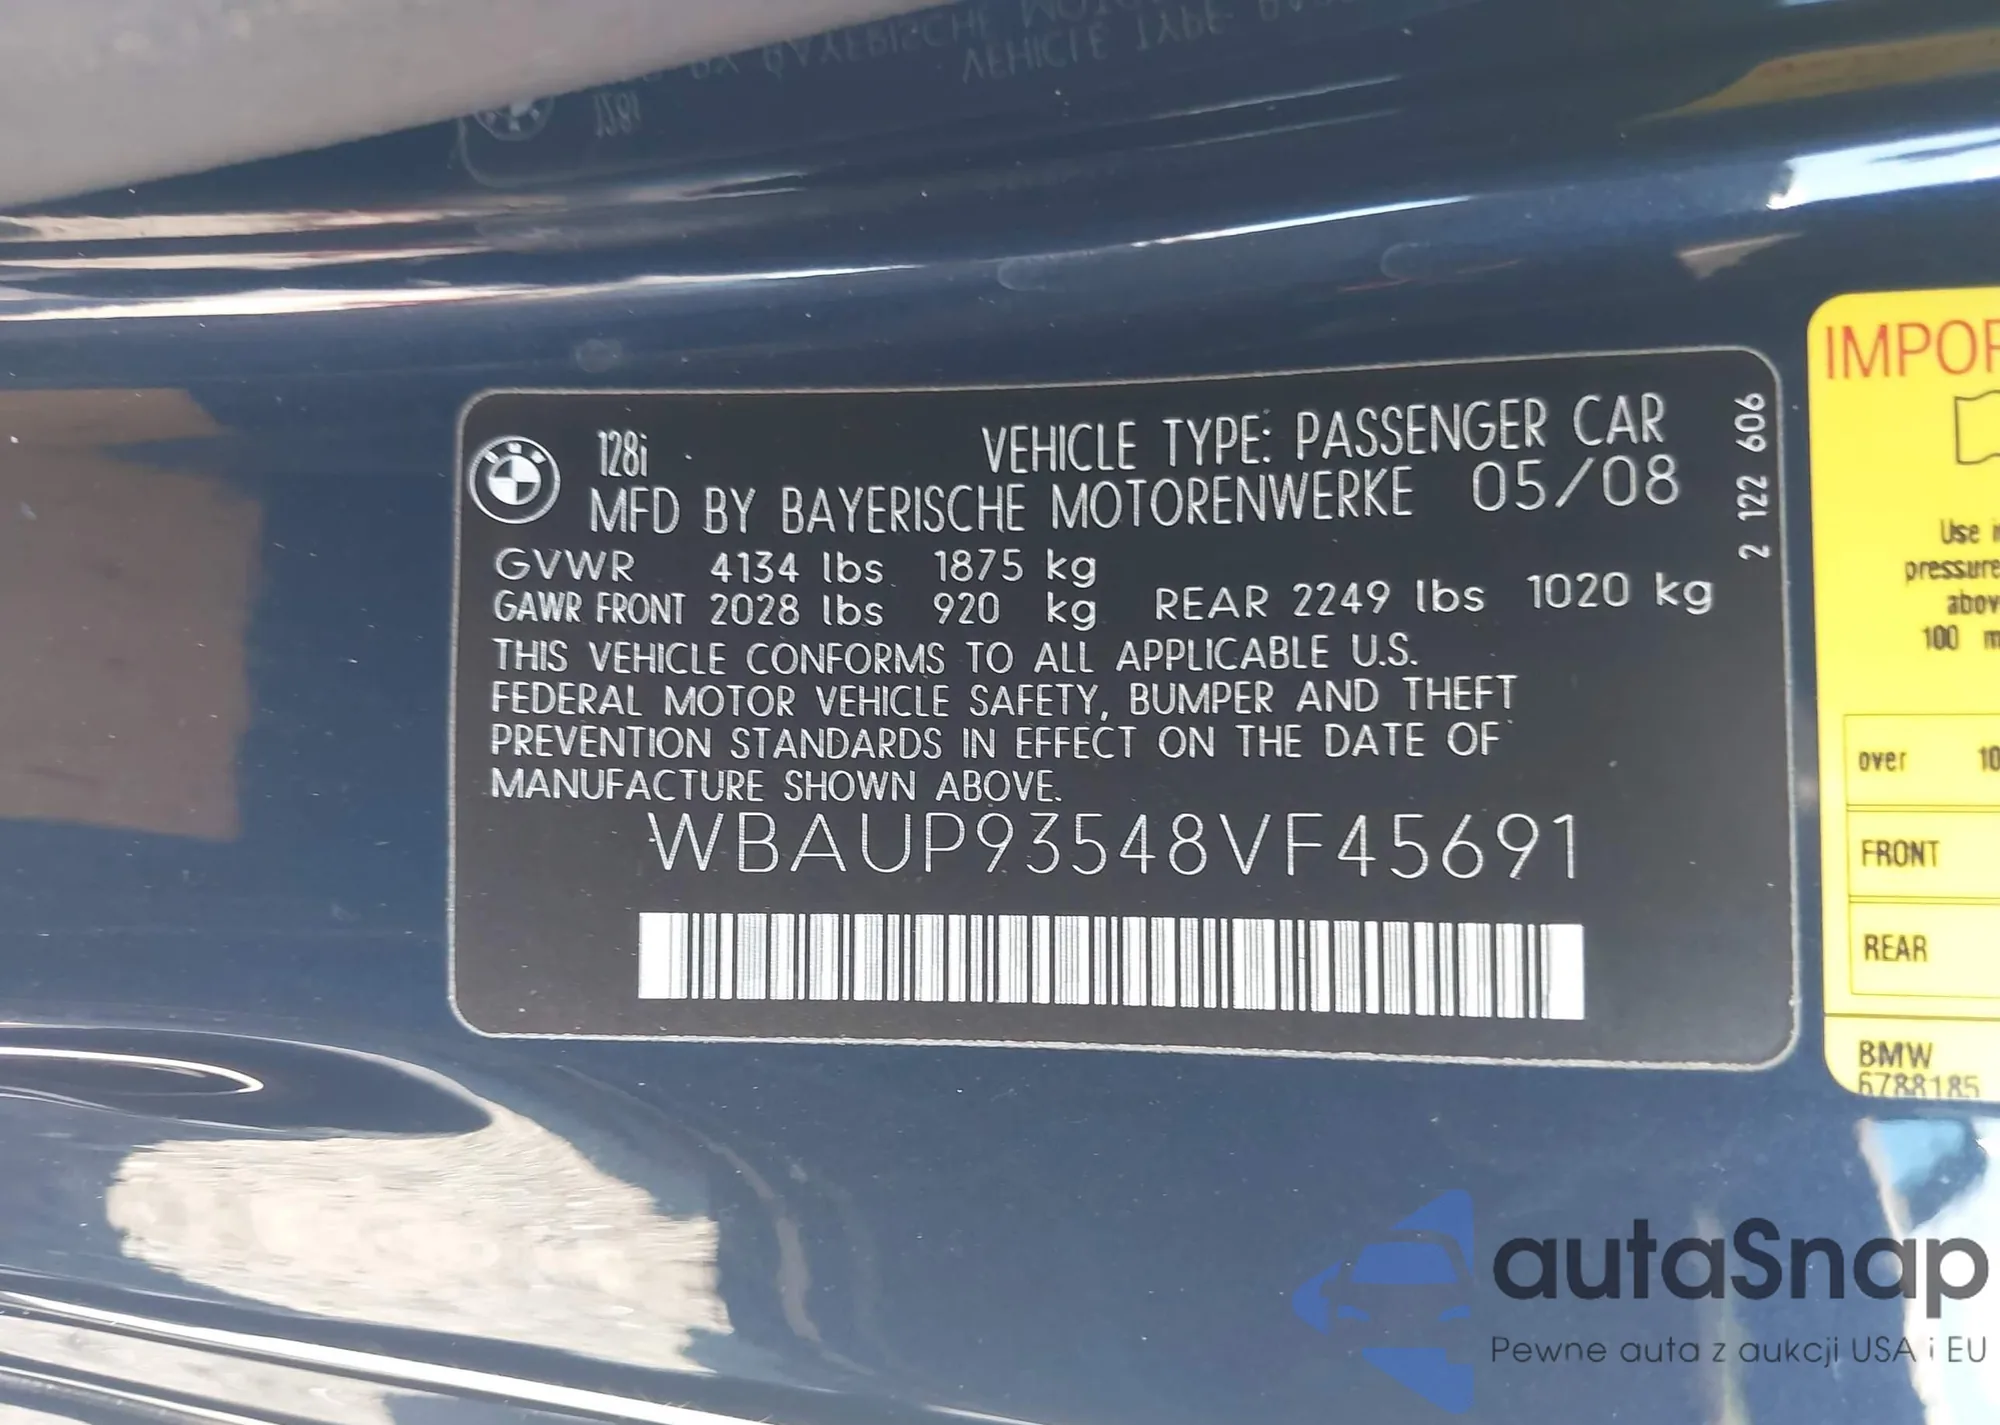 128i
VEHICLE TYPE: PASSENGER CAR
MFD BY BAYERISCHE MOTORENWERKE 05/08
GVWR 4134 lbs 1875 kg
GAWR FRONT 2028 lbs 920 kg REAR 2249 lbs 1020 kg
THIS VEHICLE CONFORMS TO ALL APPLICABLE U.S.
FEDERAL MOTOR VEHICLE SAFETY, BUMPER AND THEFT
PREVENTION STANDARDS IN EFFECT ON THE DATE OF
MANUFACTURE SHOWN ABOVE.
WBAUP93548VF45691
2 122 606
Use
pressure
100
over
FRONT
REAR
BMW
6788185
autaSnap
Pewne auta z aukcji USA i EU